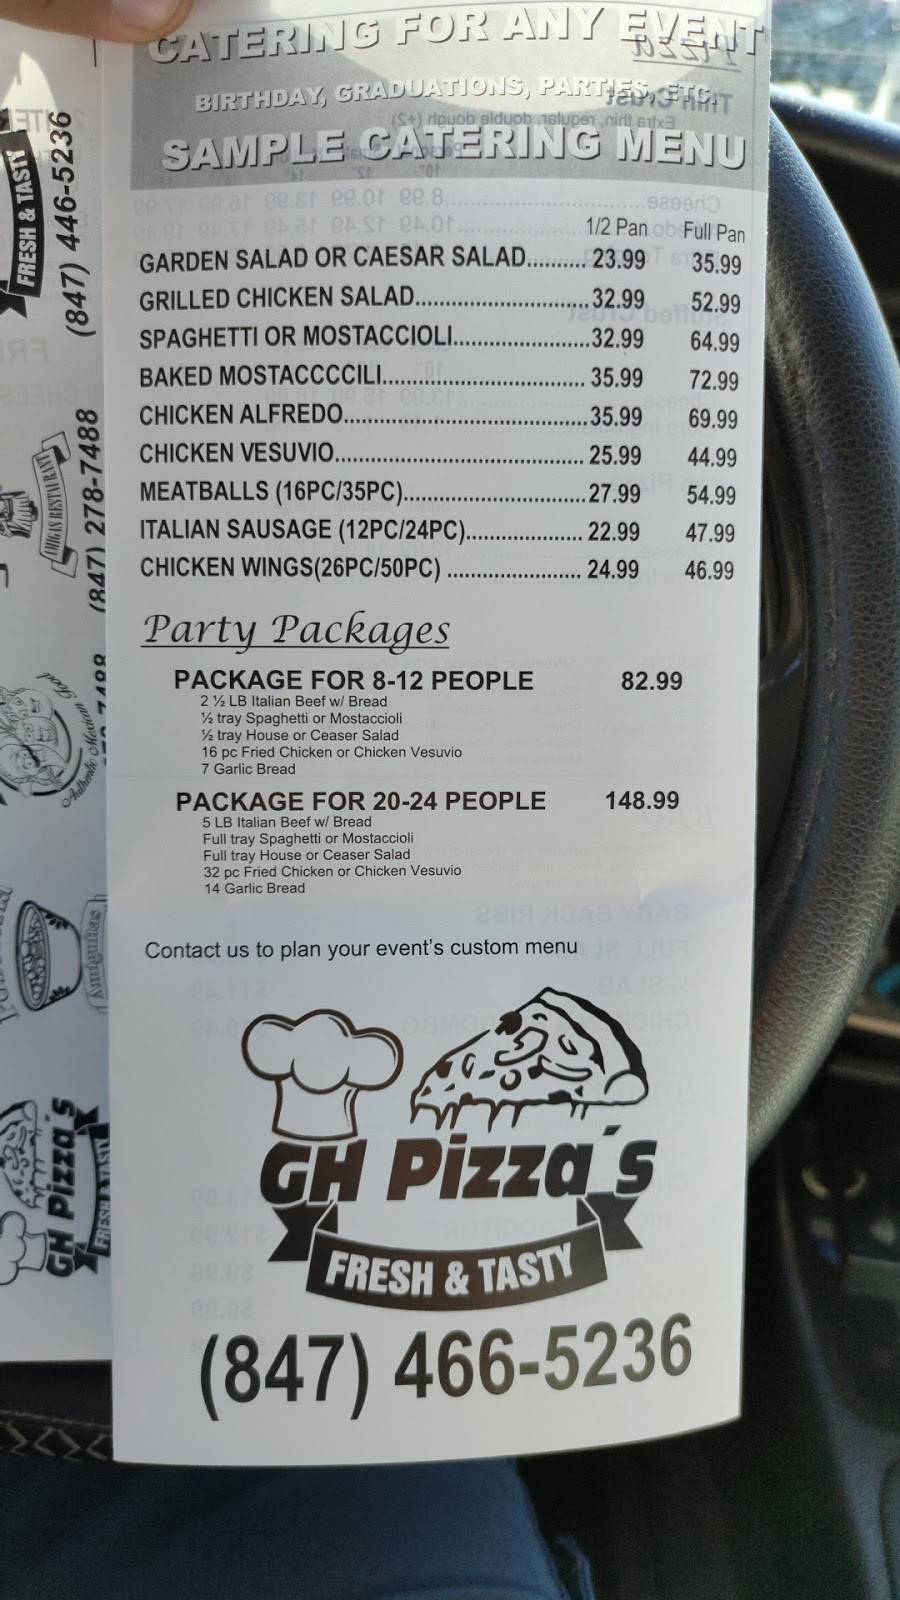 CATERING FOR ANY EVENT
BIRTHDAY, GRADUATIONS, PARTIES, ETC.
SAMPLE CATERING MENU
1/2 Pan Full Pan
GARDEN SALAD OR CAESAR SALAD.......... 23.99 35.99
GRILLED CHICKEN SALAD.............................. 32.99 52.99
SPAGHETTI OR MOSTACCIOLI........................32.99 64.99
BAKED MOSTACCCCILI................................... 35.99 72.99
CHICKEN ALFREDO..........................................35.99 69.99
CHICKEN VESUVIO........................................... 25.99 44.99
MEATBALLS (16PC/35PC)................................27.99 54.99
ITALIAN SAUSAGE (12PC/24PC).................... 22.99 47.99
CHICKEN WINGS(26PC/50PC) ....................... 24.99 46.99
Party Packages
PACKAGE FOR 8-12 PEOPLE 82.99
2 ½ LB Italian Beef w/ Bread
½ tray Spaghetti or Mostaccioli
½ tray House or Ceaser Salad
16 pc Fried Chicken or Chicken Vesuvio
7 Garlic Bread
PACKAGE FOR 20-24 PEOPLE 148.99
5 LB Italian Beef w/ Bread
Full tray Spaghetti or Mostaccioli
Full tray House or Ceaser Salad
32 pc Fried Chicken or Chicken Vesuvio
14 Garlic Bread
Contact us to plan your event's custom menu
GH Pizza´s
FRESH & TASTY
(847) 466-5236
FRESH & TASTY
(847) 446-5236
AMIGAS RESTAURANT
(847) 278-7488
Authentic Mexican Food
Amiguitas
GH Pizza´s
FRESH & TASTY